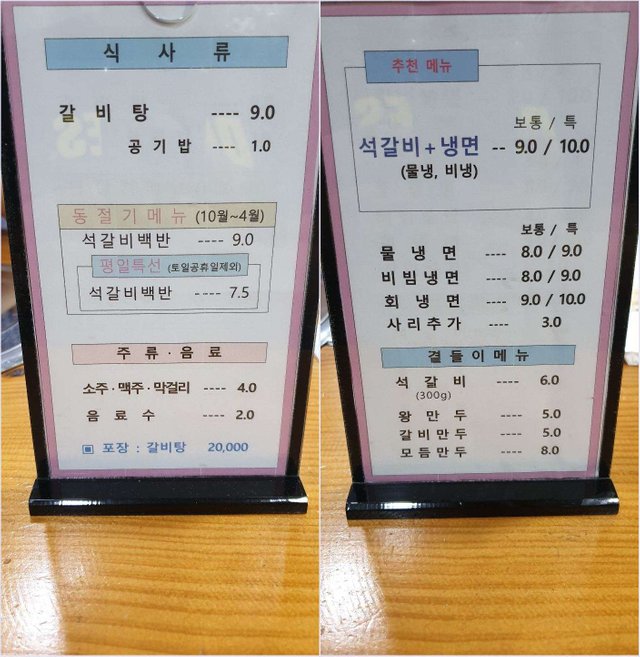 식 사 류
갈 비 탕 ---- 9.0
공 기 밥 ---- 1.0
동 절 기 메 뉴 (10월~4월)
석갈비백반 ---- 9.0
평일특선 (토일공휴일제외)
석갈비백반 ---- 7.5
주 류 · 음 료
소주·맥주·막걸리 ---- 4.0
음 료 수 ---- 2.0
▣ 포장 : 갈비탕 20,000
추천 메뉴
보통 / 특
석갈비+냉면 -- 9.0 / 10.0
(물냉, 비냉)
보통 / 특
물 냉 면 ---- 8.0 / 9.0
비 빔 냉 면 ---- 8.0 / 9.0
회 냉 면 ---- 9.0 / 10.0
사 리 추 가 ---- 3.0
곁 들 이 메 뉴
석 갈 비 ---- 6.0
(300g)
왕 만 두 ---- 5.0
갈 비 만 두 ---- 5.0
모 듬 만 두 ---- 8.0